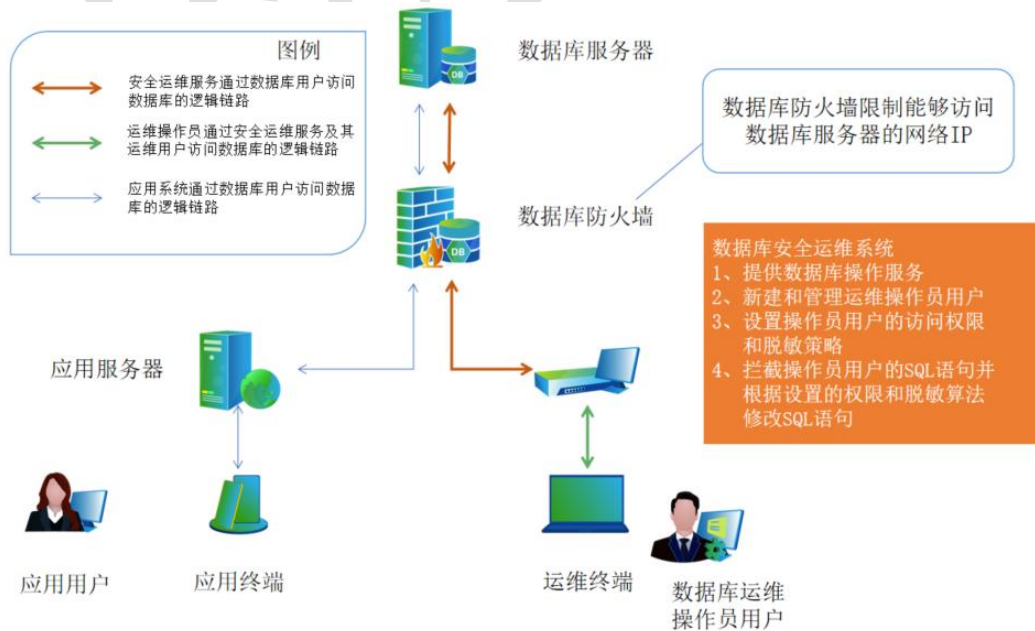 图例
安全运维服务通过数据库用户访问
数据库的逻辑链路
运维操作员通过安全运维服务及其
运维用户访问数据库的逻辑链路
应用系统通过数据库用户访问数据
库的逻辑链路
DB
数据库服务器
数据库防火墙限制能够访问
数据库服务器的网络IP
DB
数据库防火墙
数据库安全运维系统
1、提供数据库操作服务
2、新建和管理运维操作员用户
3、设置操作员用户的访问权限
和脱敏策略
4、拦截操作员用户的SQL语句并
根据设置的权限和脱敏算法
修改SQL语句
应用服务器
应用用户
应用终端
运维终端
数据库运维
操作员用户